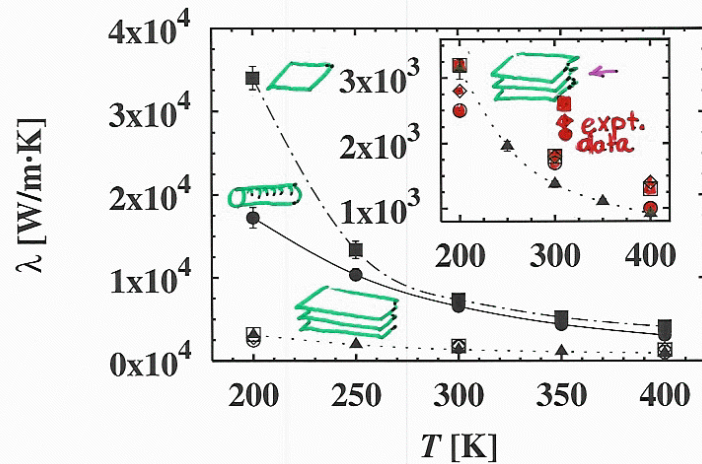 4x10⁴
3x10⁴
2x10⁴
1x10⁴
0x10⁴
λ [W/m·K]
200 250 300 350 400
T [K]
3x10³
2x10³
1x10³
200 300 400
expt.
data